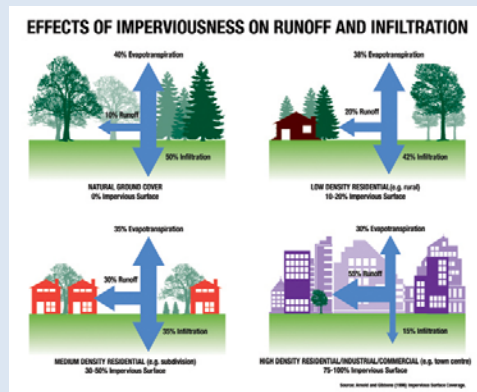 EFFECTS OF IMPERVIOUSNESS ON RUNOFF AND INFILTRATION
40% Evapotranspiration
10% Runoff
50% Infiltration
NATURAL GROUND COVER
0% Impervious Surface
38% Evapotranspiration
20% Runoff
42% Infiltration
LOW DENSITY RESIDENTIAL (e.g. rural)
10-20% Impervious Surface
35% Evapotranspiration
30% Runoff
35% Infiltration
MEDIUM DENSITY RESIDENTIAL (e.g. subdivision)
30-50% Impervious Surface
30% Evapotranspiration
55% Runoff
15% Infiltration
HIGH DENSITY RESIDENTIAL/INDUSTRIAL/COMMERCIAL (e.g. town centre)
75-100% Impervious Surface
Source: Arnold and Gibbons (1996) Impervious Surface Coverage.